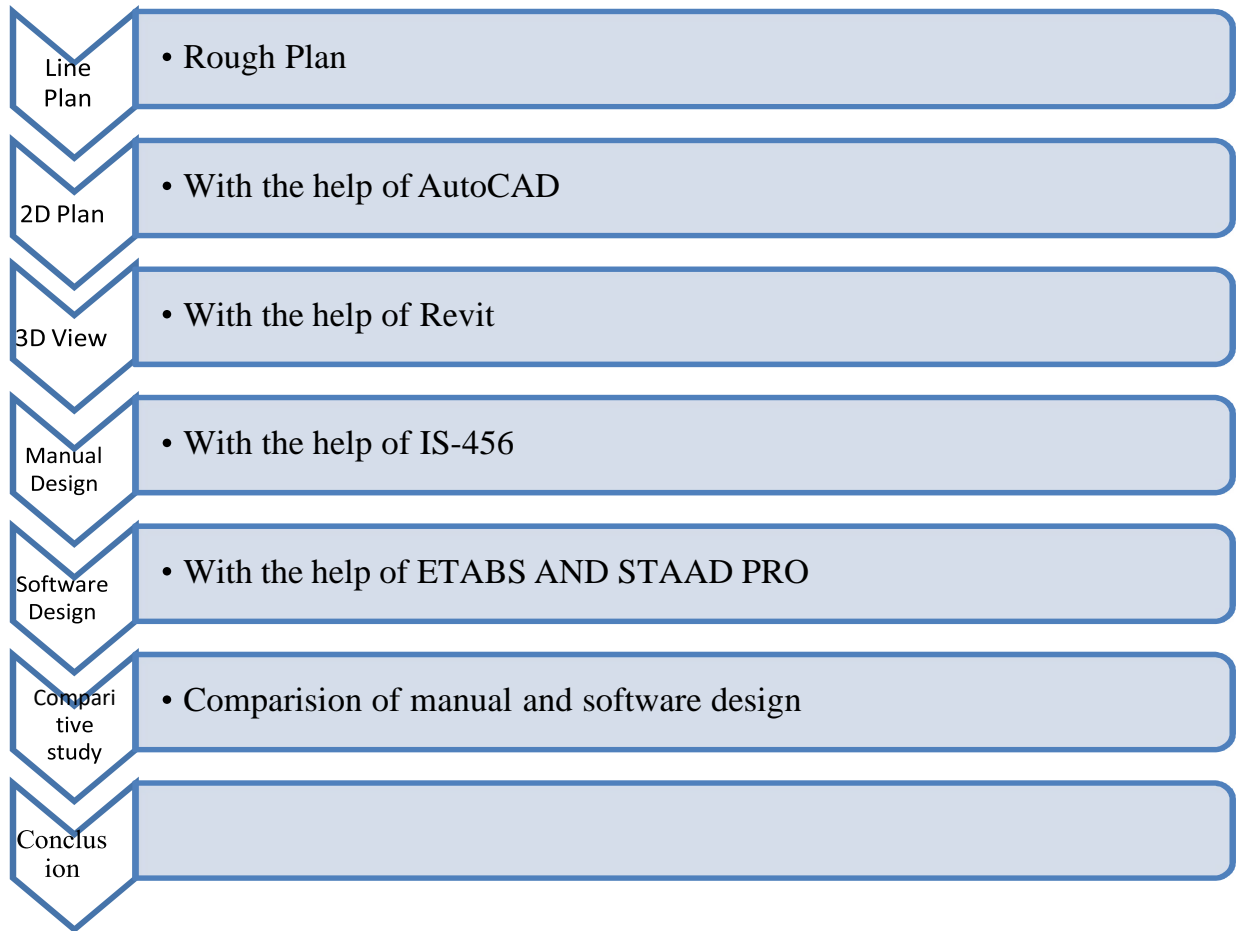 Line
Plan
• Rough Plan
2D Plan
• With the help of AutoCAD
3D View
• With the help of Revit
Manual
Design
• With the help of IS-456
Software
Design
• With the help of ETABS AND STAAD PRO
Compari
tive
study
• Comparision of manual and software design
Conclus
ion